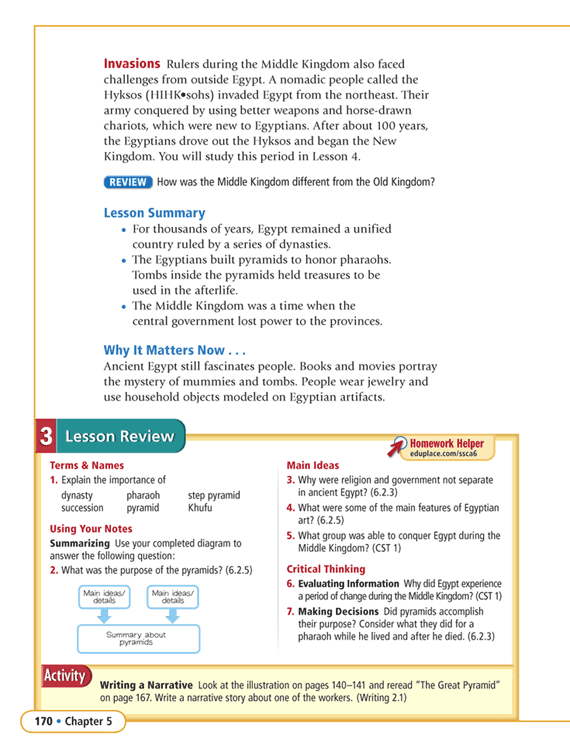 Invasions Rulers during the Middle Kingdom also faced
challenges from outside Egypt. A nomadic people called the
Hyksos (HIHK•sohs) invaded Egypt from the northeast. Their
army conquered by using better weapons and horse-drawn
chariots, which were new to Egyptians. After about 100 years,
the Egyptians drove out the Hyksos and began the New
Kingdom. You will study this period in Lesson 4.
REVIEW How was the Middle Kingdom different from the Old Kingdom?
Lesson Summary
• For thousands of years, Egypt remained a unified
country ruled by a series of dynasties.
• The Egyptians built pyramids to honor pharaohs.
Tombs inside the pyramids held treasures to be
used in the afterlife.
• The Middle Kingdom was a time when the
central government lost power to the provinces.
Why It Matters Now . . .
Ancient Egypt still fascinates people. Books and movies portray
the mystery of mummies and tombs. People wear jewelry and
use household objects modeled on Egyptian artifacts.
3 Lesson Review
Homework Helper
eduplace.com/ssca6
Terms & Names
1. Explain the importance of
dynasty pharaoh step pyramid
succession pyramid Khufu
Using Your Notes
Summarizing Use your completed diagram to
answer the following question:
2. What was the purpose of the pyramids? (6.2.5)
Main ideas/
details
Main ideas/
details
Summary about
pyramids
Main Ideas
3. Why were religion and government not separate
in ancient Egypt? (6.2.3)
4. What were some of the main features of Egyptian
art? (6.2.5)
5. What group was able to conquer Egypt during the
Middle Kingdom? (CST 1)
Critical Thinking
6. Evaluating Information Why did Egypt experience
a period of change during the Middle Kingdom? (CST 1)
7. Making Decisions Did pyramids accomplish
their purpose? Consider what they did for a
pharaoh while he lived and after he died. (6.2.3)
Activity
Writing a Narrative Look at the illustration on pages 140–141 and reread "The Great Pyramid"
on page 167. Write a narrative story about one of the workers. (Writing 2.1)
170 • Chapter 5